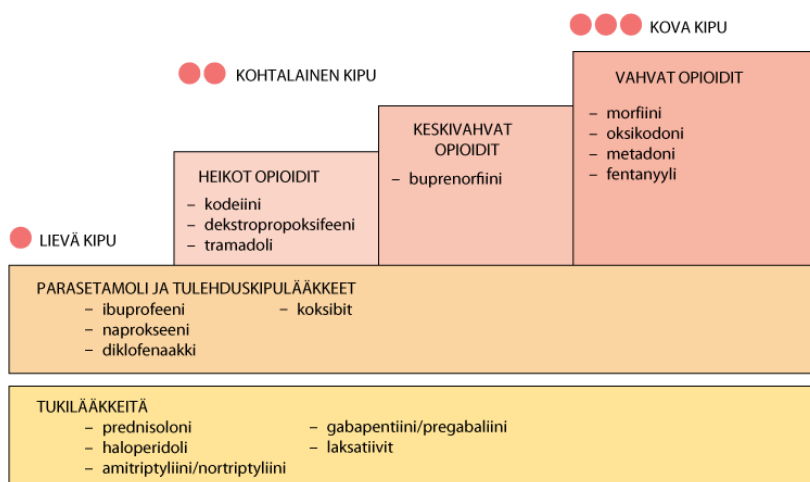 KOVA KIPU
KOHTALAINEN KIPU
VAHVAT OPIOIDIT
– morfiini
– oksikodoni
– metadoni
– fentanyyli
KESKIVAHVAT
OPIOIDIT
– buprenorfiini
HEIKOT OPIOIDIT
– kodeiini
– dekstropropoksifeeni
– tramadoli
LIEVÄ KIPU
PARASETAMOLI JA TULEHDUSKIPULÄÄKKEET
– ibuprofeeni
– naprokseeni
– diklofenaakki
– koksibit
TUKILÄÄKKEITÄ
– prednisoloni
– haloperidoli
– amitriptyliini/nortriptyliini
– gabapentiini/pregabaliini
– laksatiivit